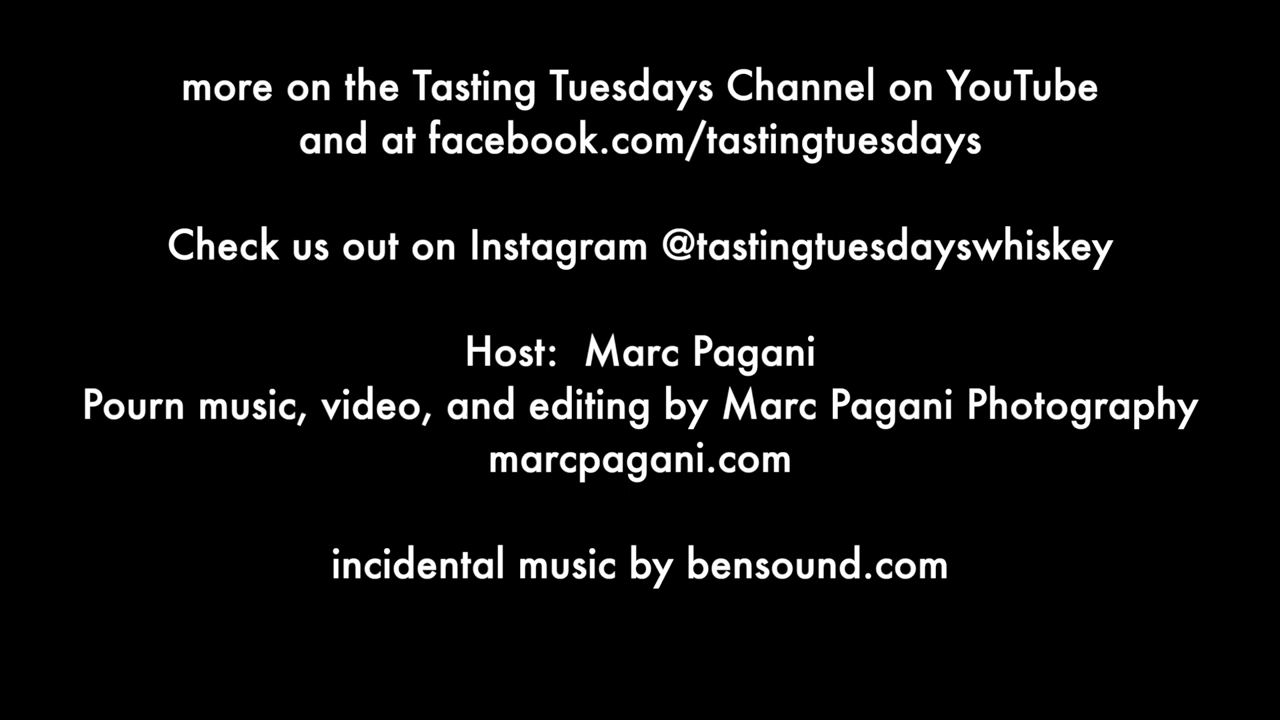 more on the Tasting Tuesdays Channel on YouTube
and at facebook.com/tastingtuesdays
Check us out on Instagram @tastingtuesdayswhiskey
Host:  Marc Pagani
Pourn music, video, and editing by Marc Pagani Photography
marcpagani.com
incidental music by bensound.com